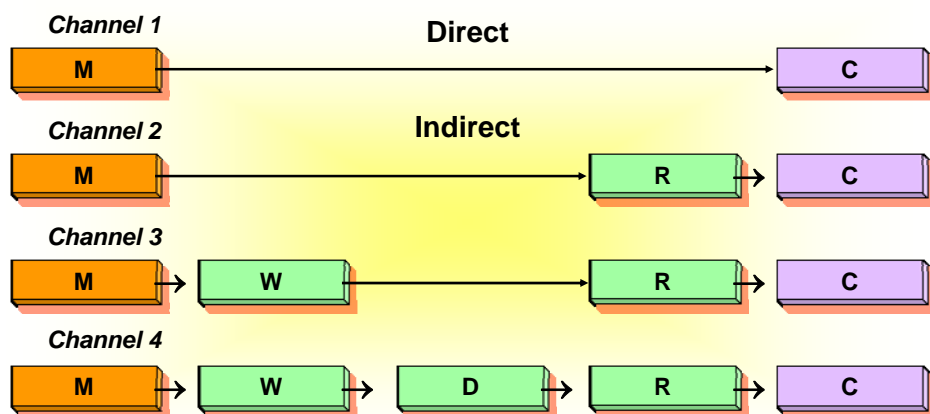 Channel 1
Direct
M C
Channel 2
Indirect
M R C
Channel 3
M W R C
Channel 4
M W D R C